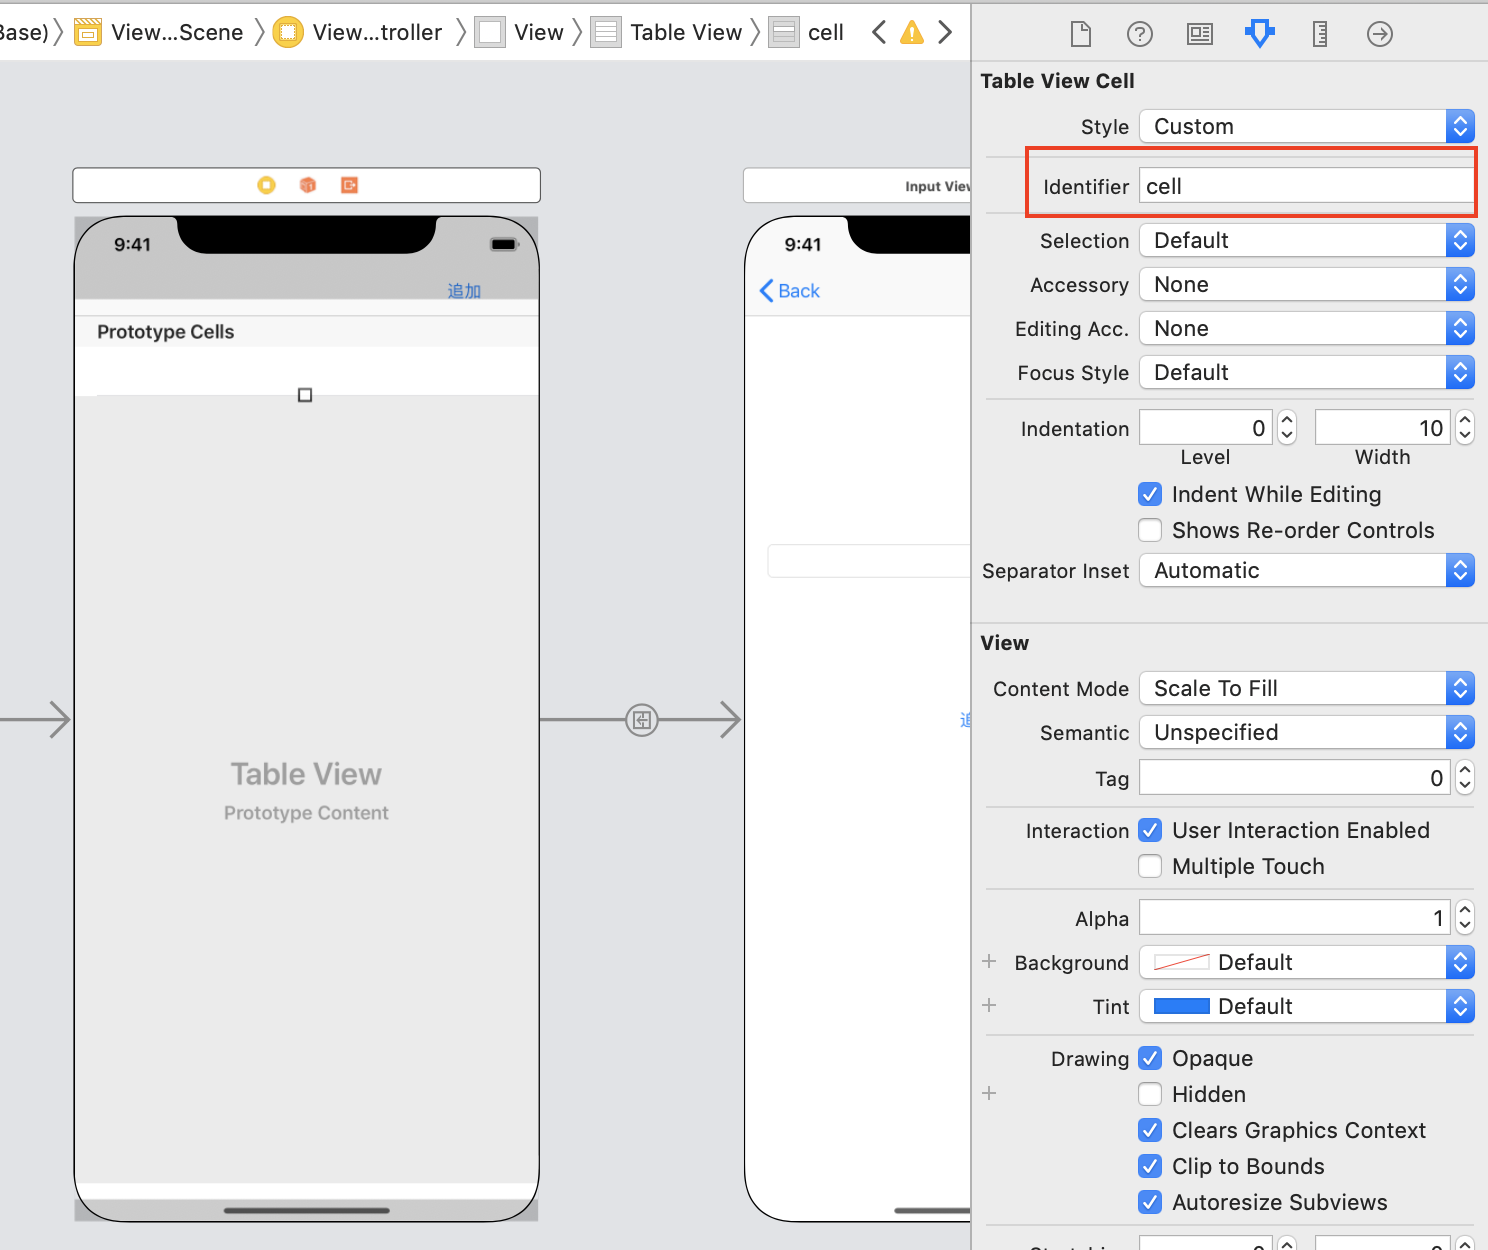 Base) View...Scene View...troller View Table View cell
Input View
9:41
追加
Prototype Cells
Table View
Prototype Content
9:41
Back
Table View Cell
Style Custom
Identifier cell
Selection Default
Accessory None
Editing Acc. None
Focus Style Default
Indentation 0 10
Level Width
Indent While Editing
Shows Re-order Controls
Separator Inset Automatic
View
Content Mode Scale To Fill
Semantic Unspecified
Tag 0
Interaction User Interaction Enabled
Multiple Touch
Alpha 1
Background Default
Tint Default
Drawing Opaque
Hidden
Clears Graphics Context
Clip to Bounds
Autoresize Subviews